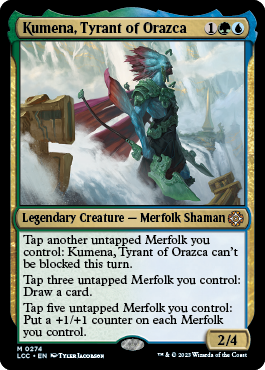 Kumena, Tyrant of Orazca 1
Legendary Creature — Merfolk Shaman
Tap another untapped Merfolk you
control: Kumena, Tyrant of Orazca can't
be blocked this turn.
Tap three untapped Merfolk you control:
Draw a card.
Tap five untapped Merfolk you control:
Put a +1/+1 counter on each Merfolk
you control.
2/4
M 0274
LCC • EN Tyler Jacobson
™ & © 2023 Wizards of the Coast